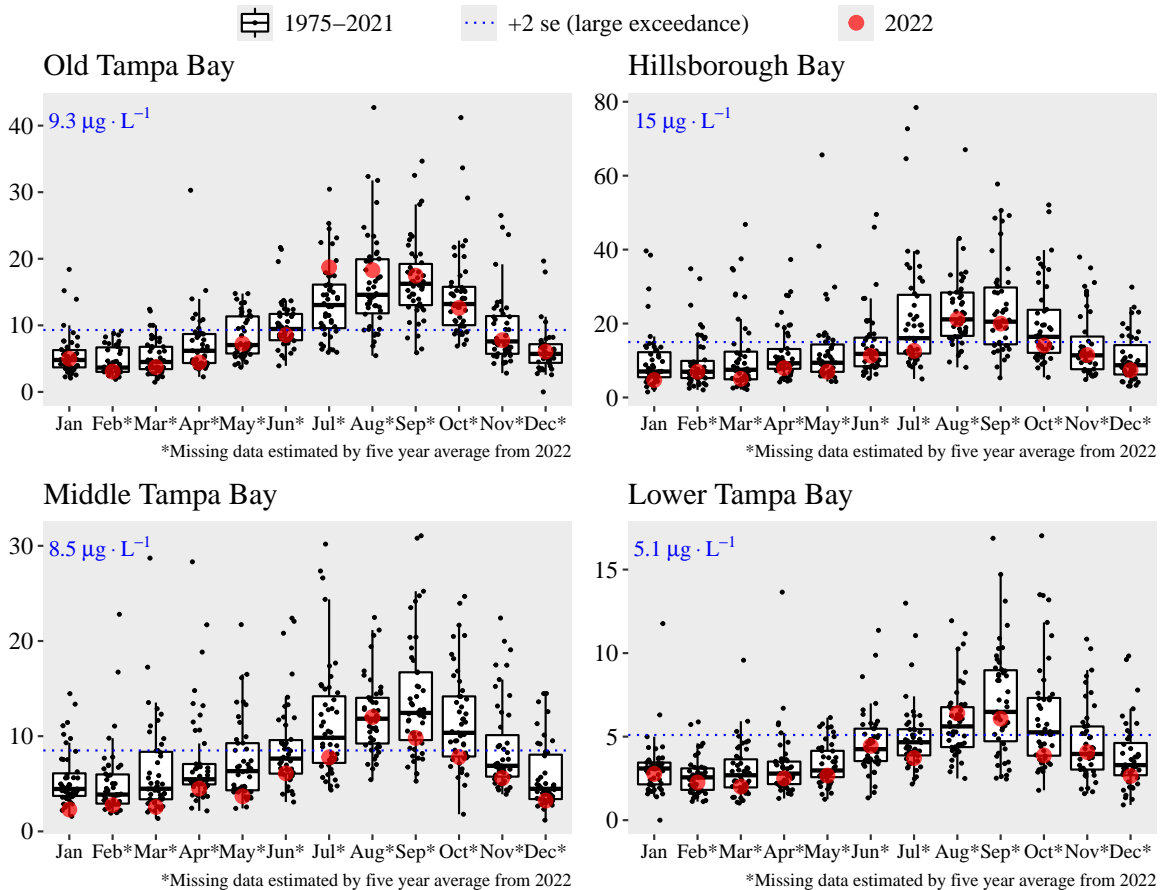 1975–2021 +2 se (large exceedance) 2022
Old Tampa Bay
9.3 μg · L⁻¹
40
30
20
10
0
Jan Feb* Mar* Apr* May* Jun* Jul* Aug* Sep* Oct* Nov* Dec*
*Missing data estimated by five year average from 2022
Hillsborough Bay
15 μg · L⁻¹
80
60
40
20
0
Jan Feb* Mar* Apr* May* Jun* Jul* Aug* Sep* Oct* Nov* Dec*
*Missing data estimated by five year average from 2022
Middle Tampa Bay
8.5 μg · L⁻¹
30
20
10
0
Jan Feb* Mar* Apr* May* Jun* Jul* Aug* Sep* Oct* Nov* Dec*
*Missing data estimated by five year average from 2022
Lower Tampa Bay
5.1 μg · L⁻¹
15
10
5
0
Jan Feb* Mar* Apr* May* Jun* Jul* Aug* Sep* Oct* Nov* Dec*
*Missing data estimated by five year average from 2022